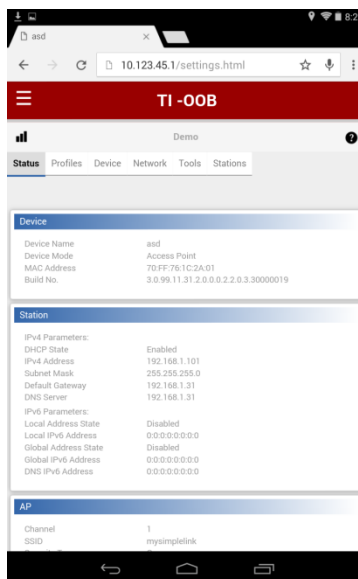 8:2
asd
10.123.45.1/settings.html
TI -OOB
Demo
Status Profiles Device Network Tools Stations
Device
Device Name asd
Device Mode Access Point
MAC Address 70:FF:76:1C:2A:01
Build No. 3.0.99.11.31.2.0.0.0.2.2.0.3.30000019
Station
IPv4 Parameters:
DHCP State Enabled
IPv4 Address 192.168.1.101
Subnet Mask 255.255.255.0
Default Gateway 192.168.1.31
DNS Server 192.168.1.31
IPv6 Parameters:
Local Address State Disabled
Local IPv6 Address 0:0:0:0:0:0:0:0
Global Address State Disabled
Global IPv6 Address 0:0:0:0:0:0:0:0
DNS IPv6 Address 0:0:0:0:0:0:0:0
AP
Channel 1
SSID mysimplelink